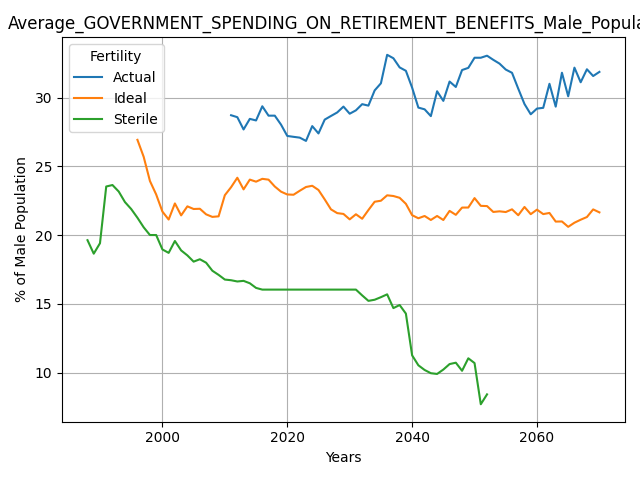 Average_GOVERNMENT_SPENDING_ON_RETIREMENT_BENEFITS_Male_Popula
Fertility
Actual
Ideal
Sterile
% of Male Population
30
25
20
15
10
2000 2020 2040 2060
Years